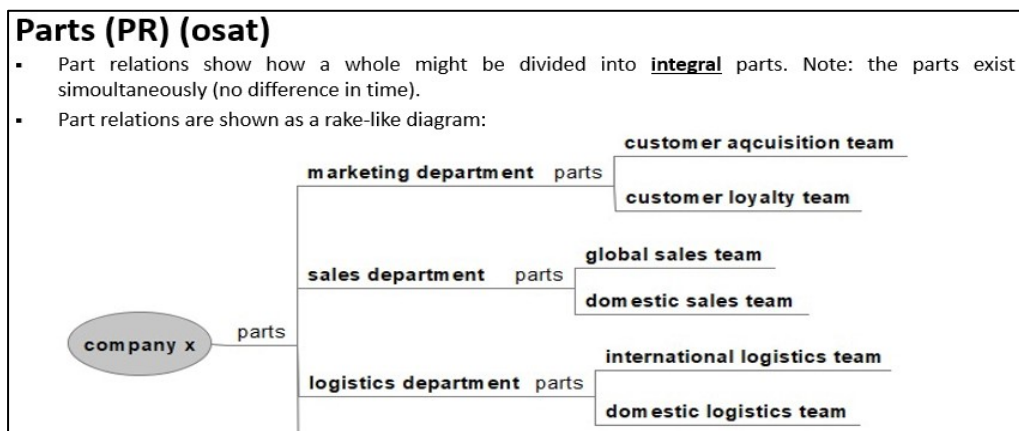 Parts (PR) (osat)
▪ Part relations show how a whole might be divided into integral parts. Note: the parts exist
simoultaneously (no difference in time).
▪ Part relations are shown as a rake-like diagram:
customer aqcuisition team
marketing department parts
customer loyalty team
global sales team
sales department parts
domestic sales team
parts
company x
international logistics team
logistics department parts
domestic logistics team